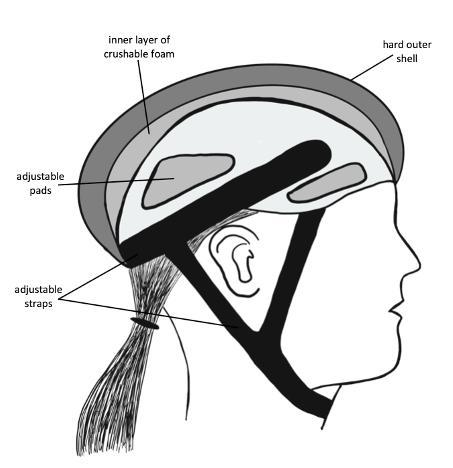 inner layer of
crushable foam
hard outer
shell
adjustable
pads
adjustable
straps